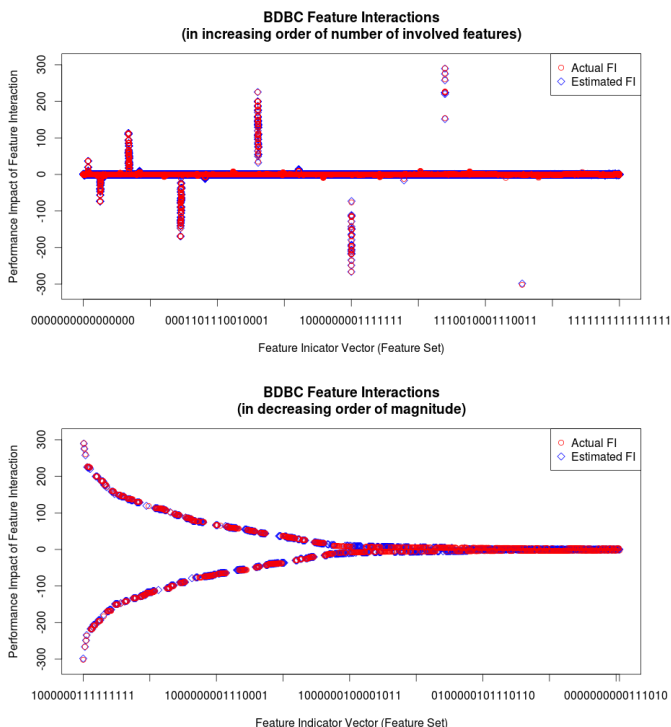 BDBC Feature Interactions
(in increasing order of number of involved features)
Performance Impact of Feature Interaction
300
200
100
0
-100
-200
-300
Actual FI
Estimated FI
0000000000000000
0001101110010001
1000000001111111
1110010001110011
1111111111111111
Feature Inicator Vector (Feature Set)
BDBC Feature Interactions
(in decreasing order of magnitude)
Performance Impact of Feature Interaction
300
200
100
0
-100
-200
-300
Actual FI
Estimated FI
1000000111111111
1000000001110001
1000000100001011
0100000101110110
0000000000111010
Feature Indicator Vector (Feature Set)